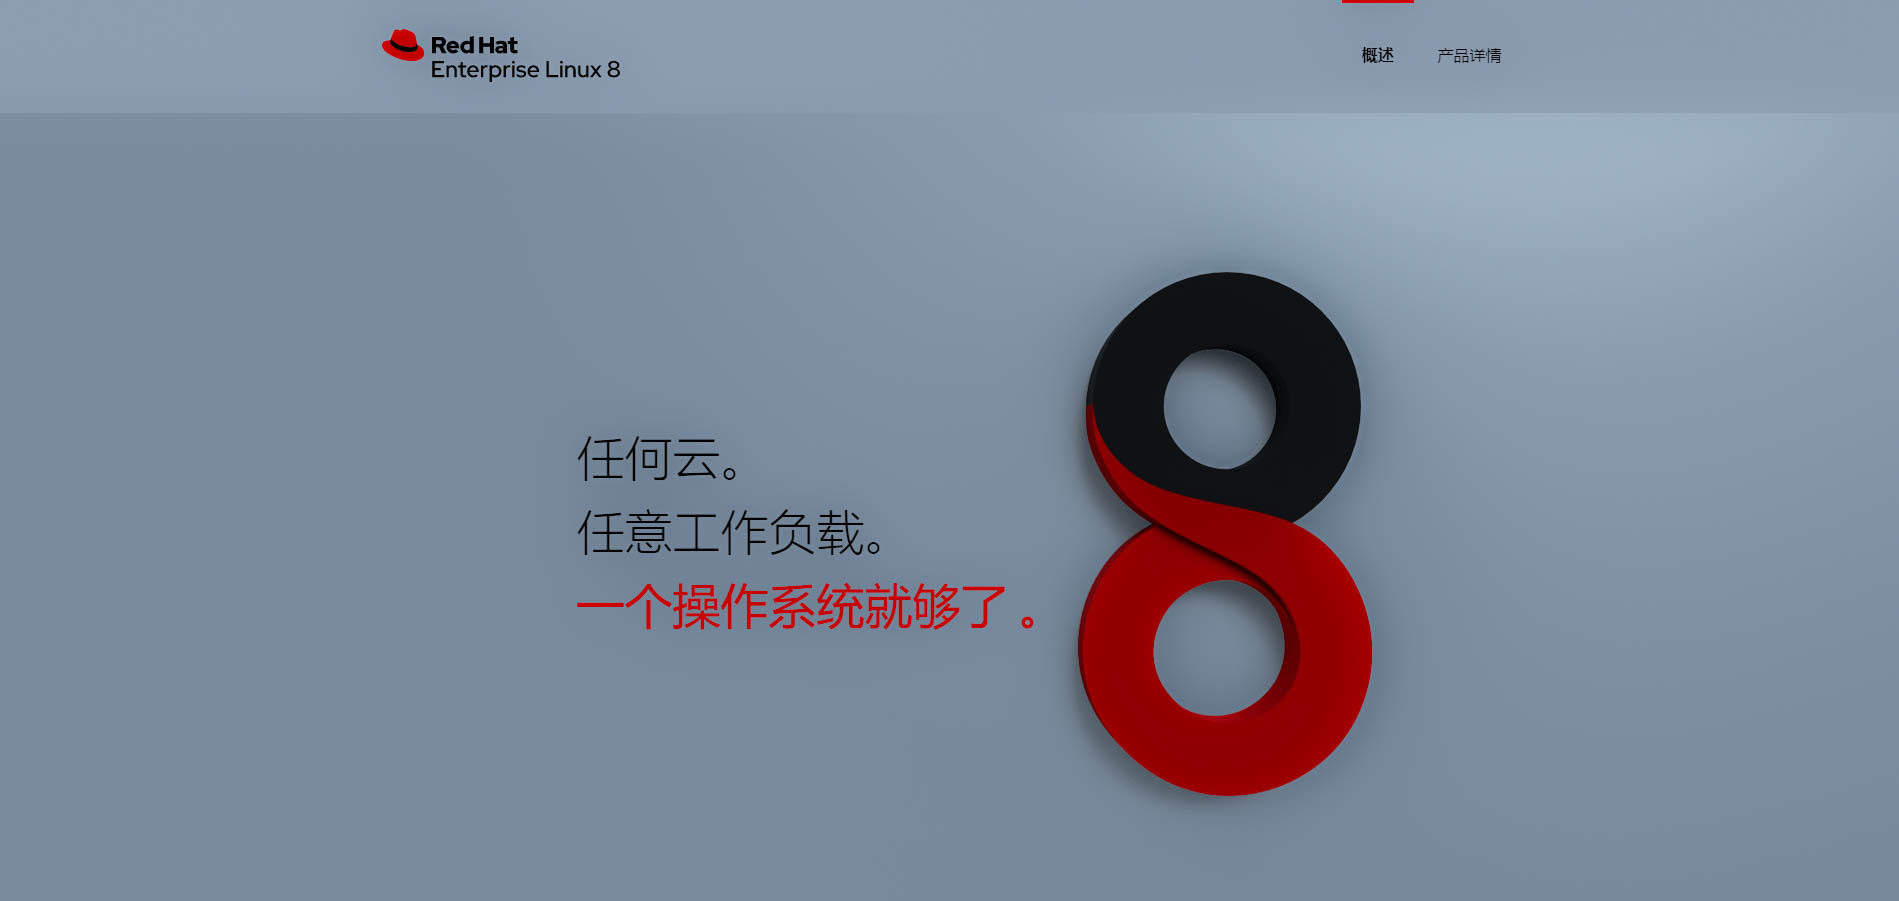 Red Hat
Enterprise Linux 8
概述
产品详情
任何云。
任意工作负载。
一个操作系统就够了 。
8